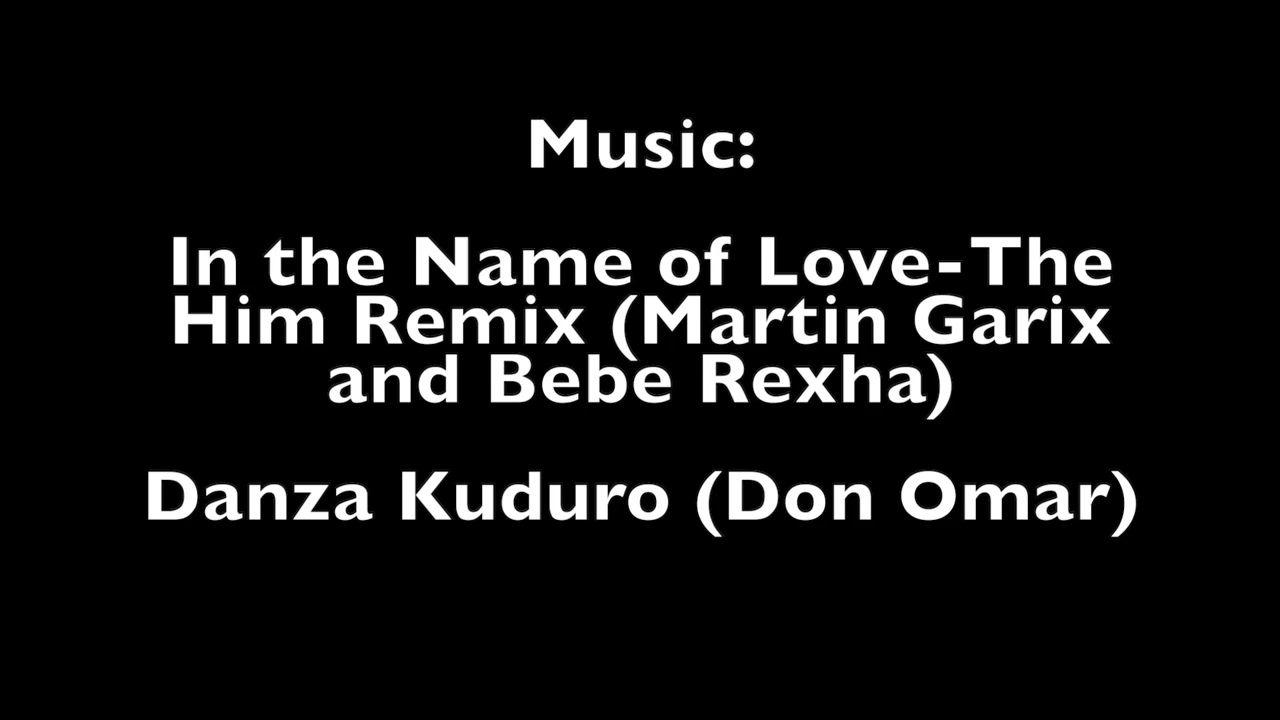 Music:
In the Name of Love-The
Him Remix (Martin Garix
and Bebe Rexha)
Danza Kuduro (Don Omar)